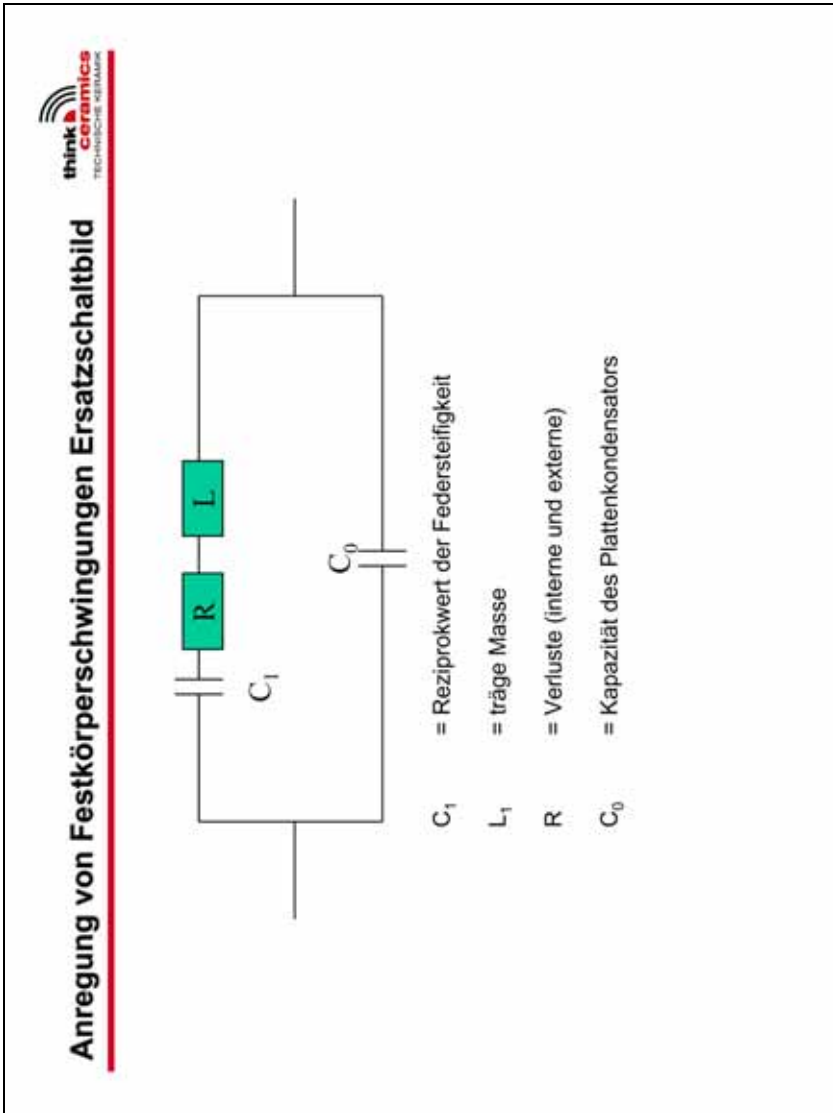 Anregung von Festkörperschwingungen Ersatzschaltbild
think
ceramics
TECHNISCHE KERAMIK
C₁
R
L
C₀
C₁ = Reziprokwert der Federsteifigkeit
L₁ = träge Masse
R = Verluste (interne und externe)
C₀ = Kapazität des Plattenkondensators